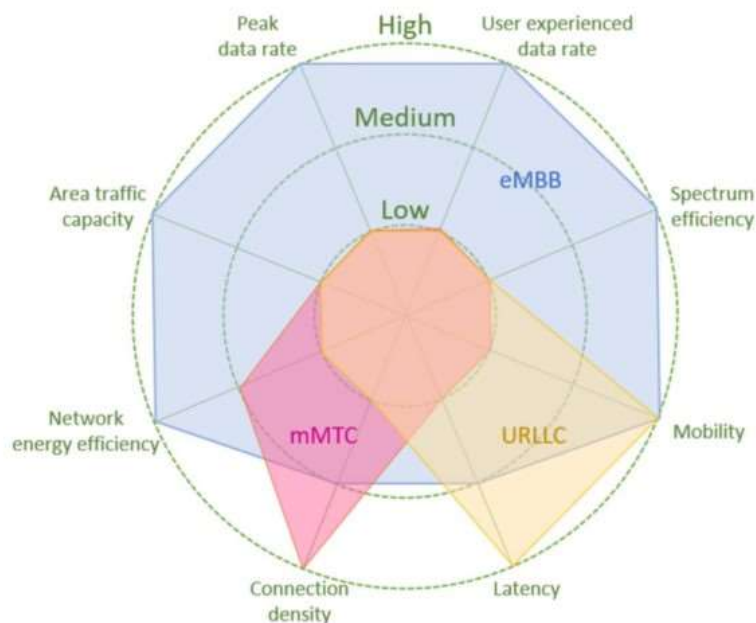 Peak
data rate
High
User experienced
data rate
Medium
eMBB
Area traffic
capacity
Low
Spectrum
efficiency
Network
energy efficiency
mMTC
URLLC
Mobility
Connection
density
Latency